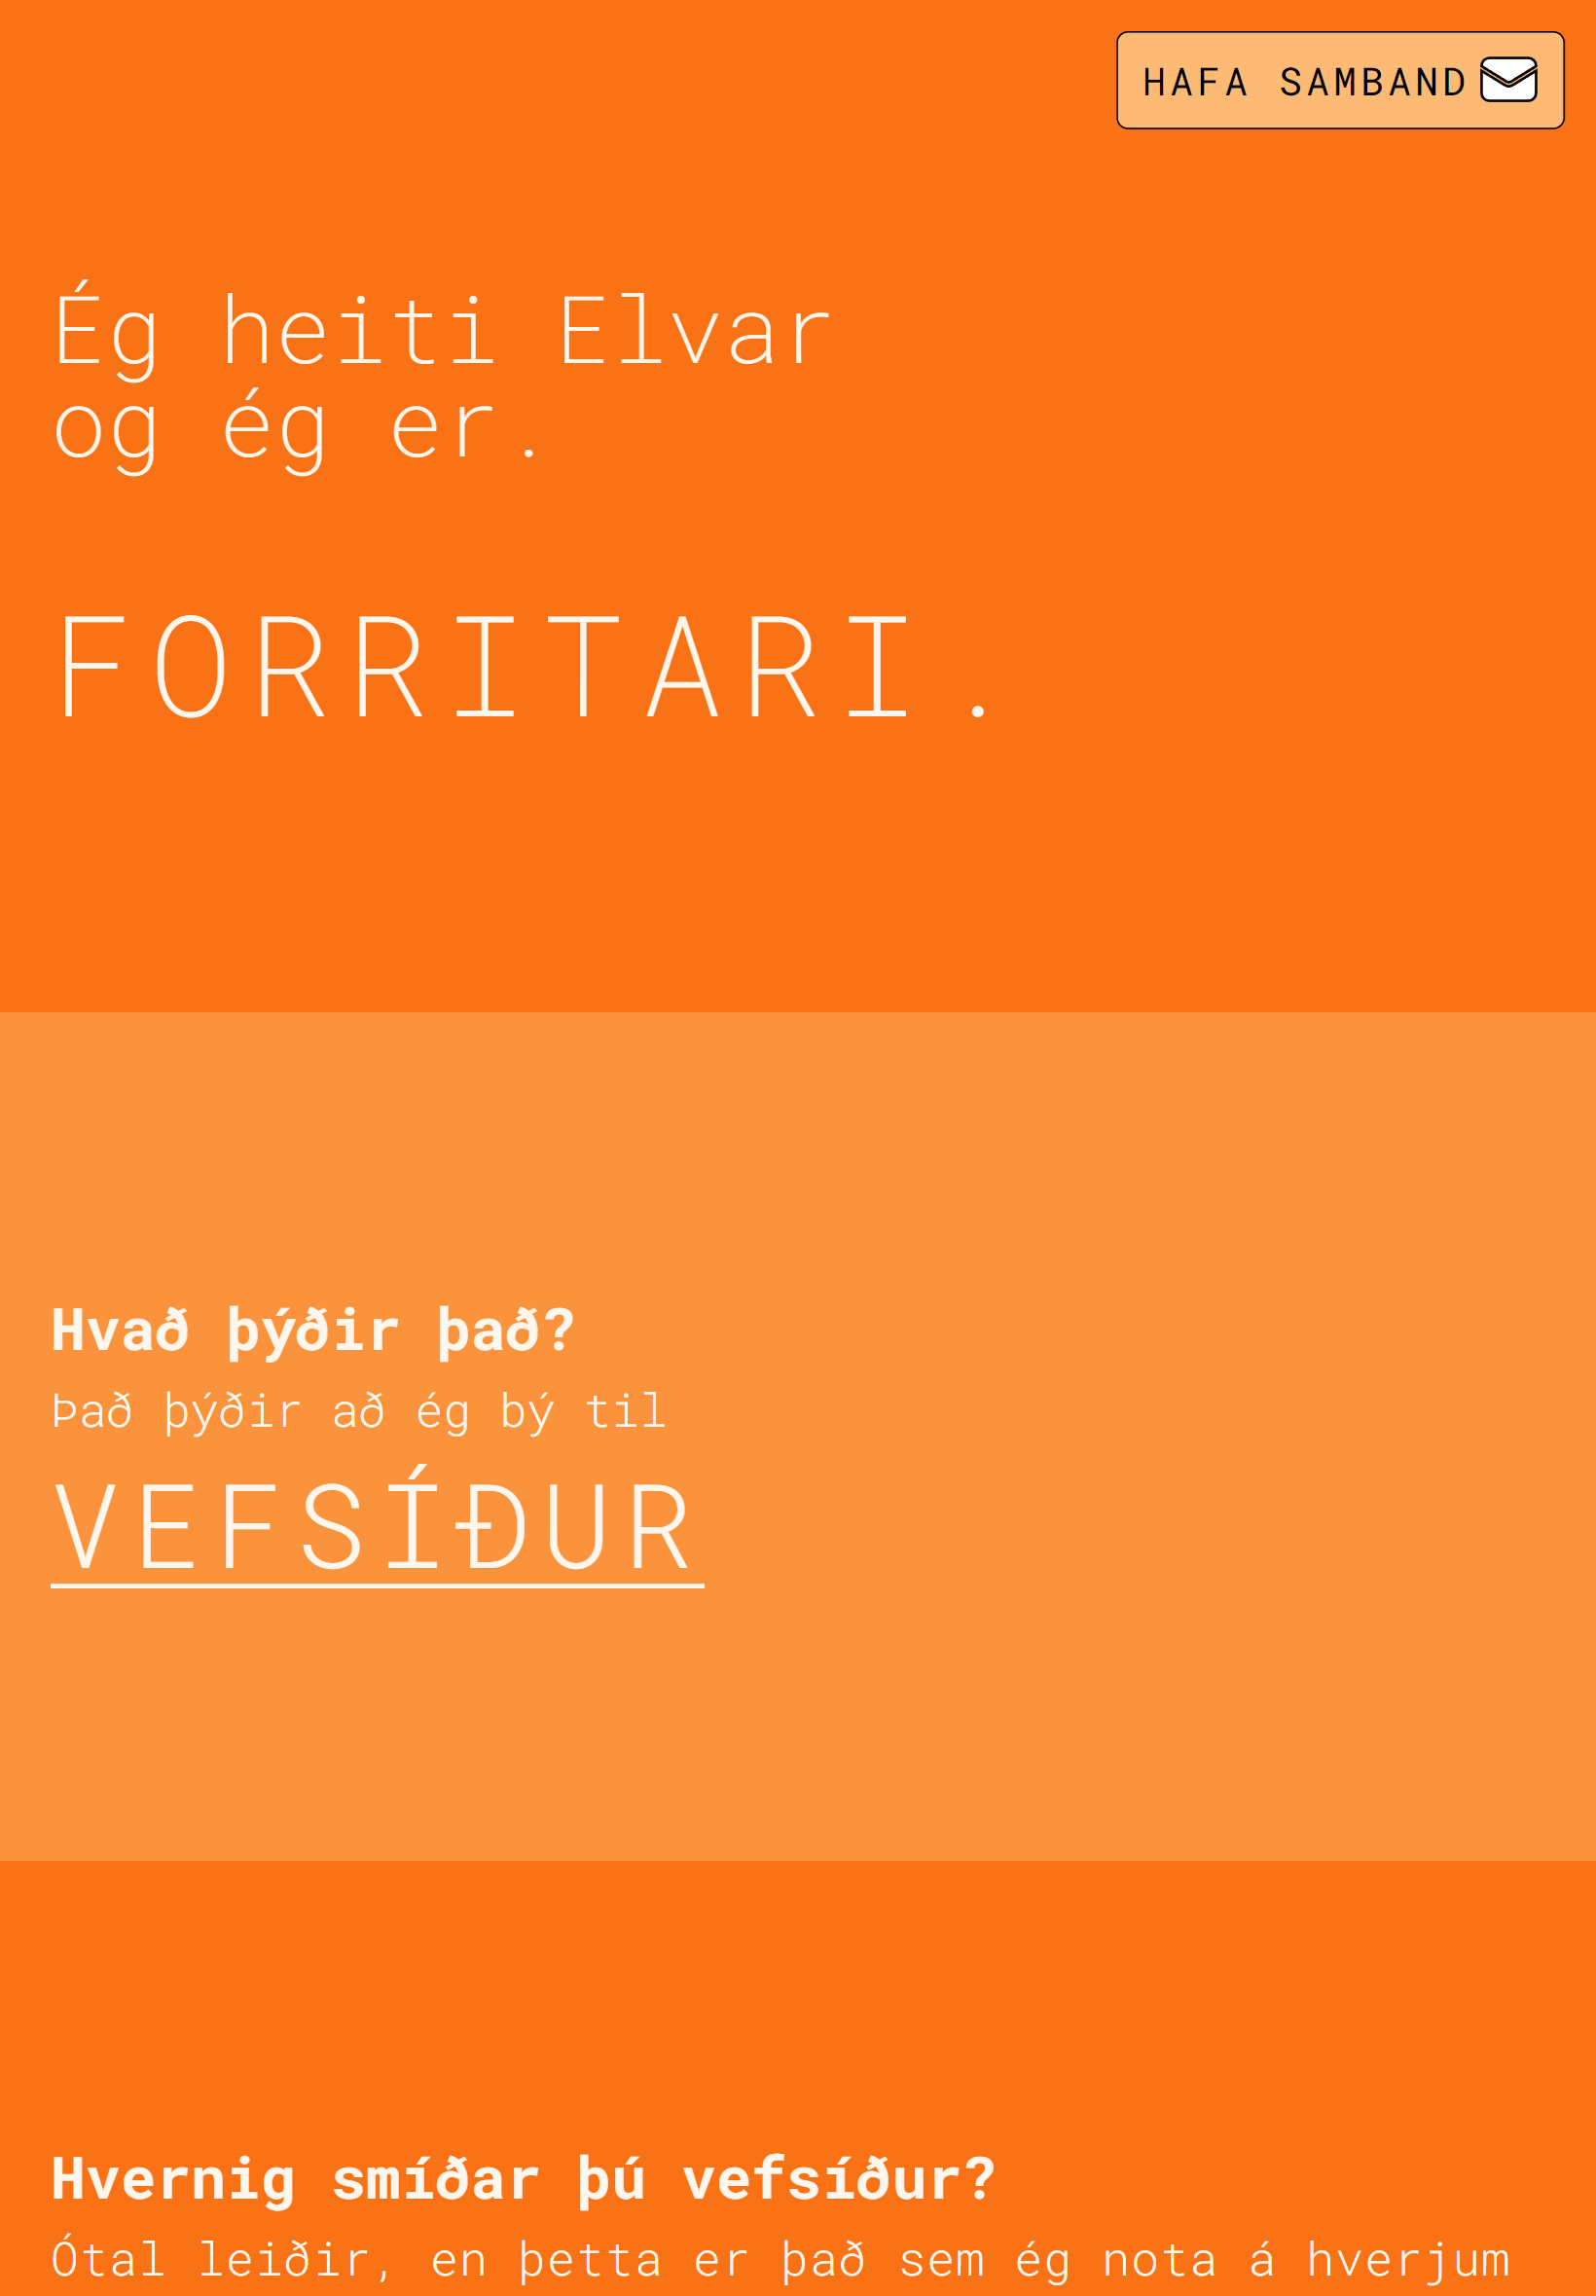 HAFA SAMBAND
Ég heiti Elvar
og ég er.
FORRITARI.
Hvað þýðir það?
Það þýðir að ég bý til
VEFSÍÐUR
Hvernig smíðar þú vefsíður?
Ótal leiðir, en þetta er það sem ég nota á hverjum